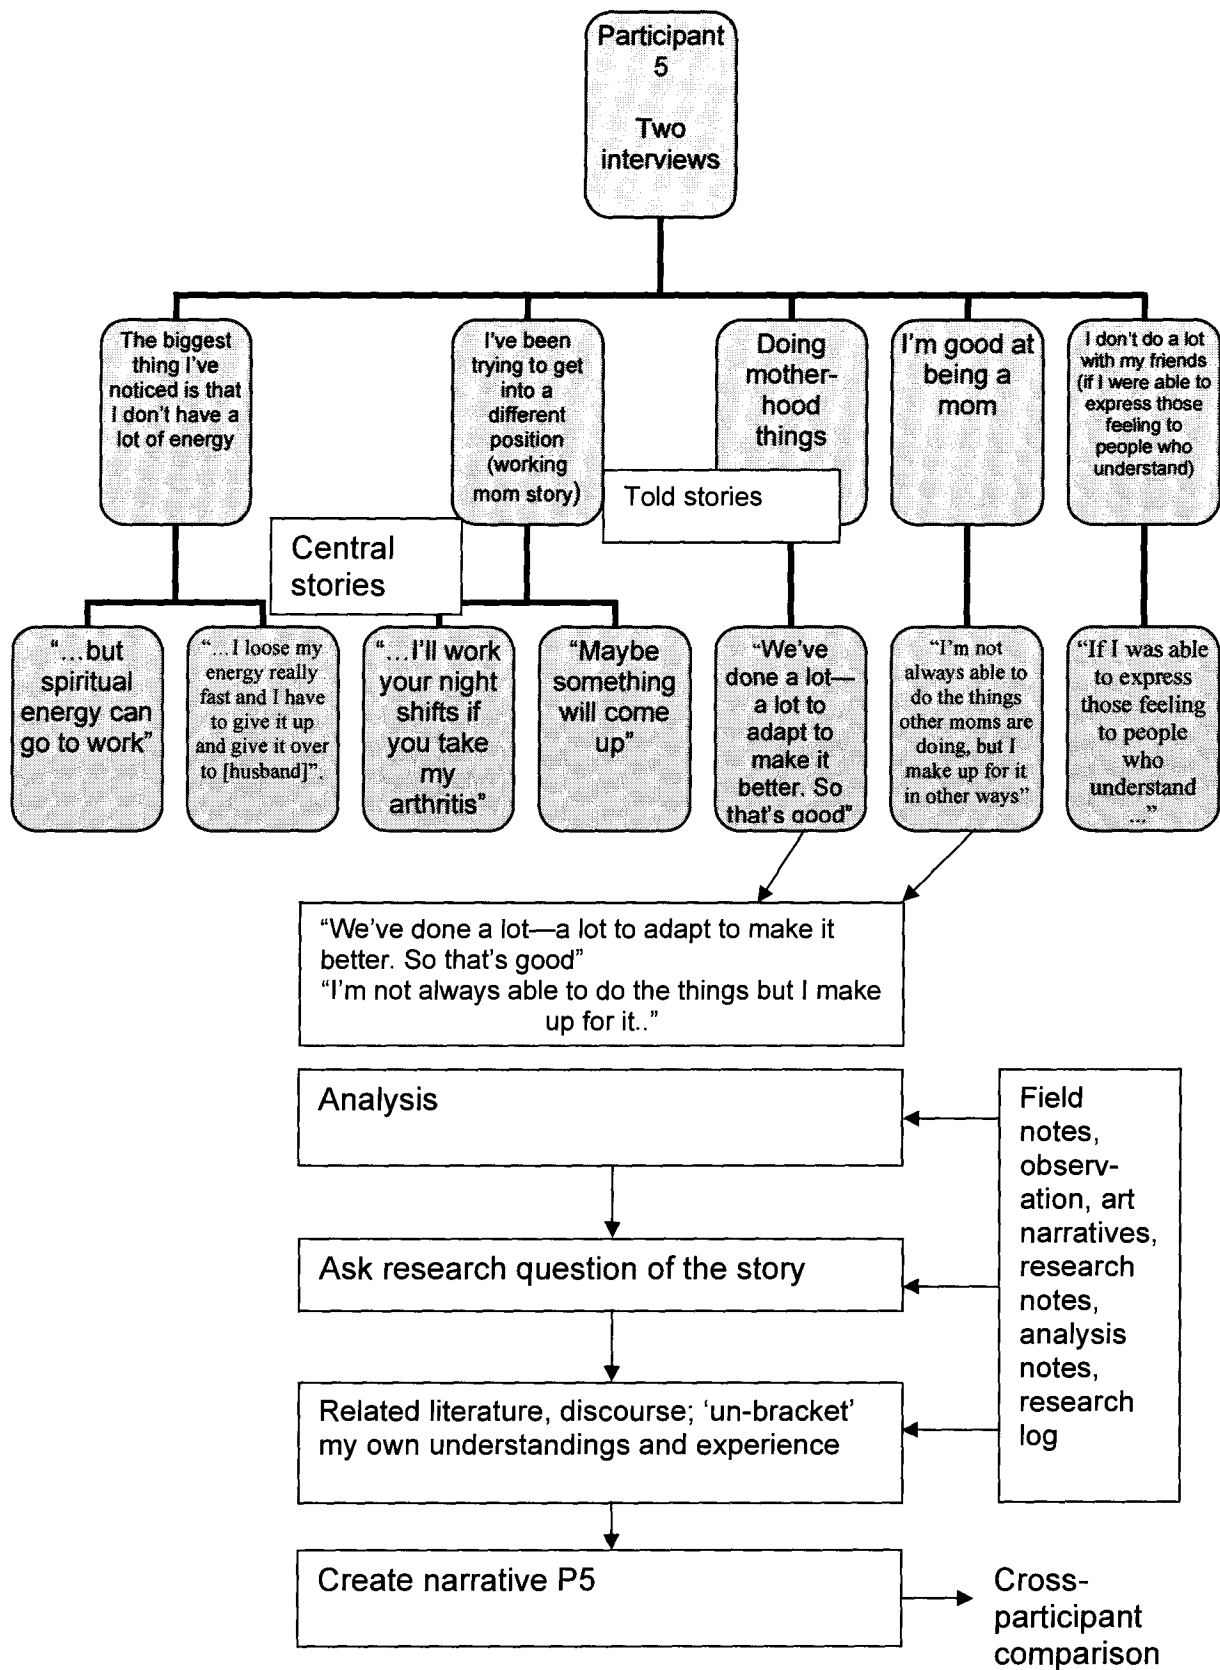 Participant
5
Two
interviews
The biggest
thing I've
noticed is that
I don't have a
lot of energy
I've been
trying to get
into a
different
position
(working
mom story)
Doing
mother-
hood
things
I'm good at
being a
mom
I don't do a lot
with my friends
(if I were able to
express those
feeling to
people who
understand)
Told stories
Central
stories
"…but
spiritual
energy can
go to work"
"…I loose my
energy really
fast and I have
to give it up
and give it over
to [husband]".
"…I'll work
your night
shifts if
you take
my
arthritis"
"Maybe
something
will come
up"
"We've
done a lot—
a lot to
adapt to
make it
better. So
that's good"
"I'm not
always able to
do the things
other moms are
doing, but I
make up for it
in other ways"
"If I was able
to express
those feeling
to people
who
understand
…"
"We've done a lot—a lot to adapt to make it
better. So that's good"
"I'm not always able to do the things but I make
up for it.."
Analysis
Ask research question of the story
Related literature, discourse; 'un-bracket'
my own understandings and experience
Create narrative P5
Field
notes,
observ-
ation, art
narratives,
research
notes,
analysis
notes,
research
log
Cross-
participant
comparison